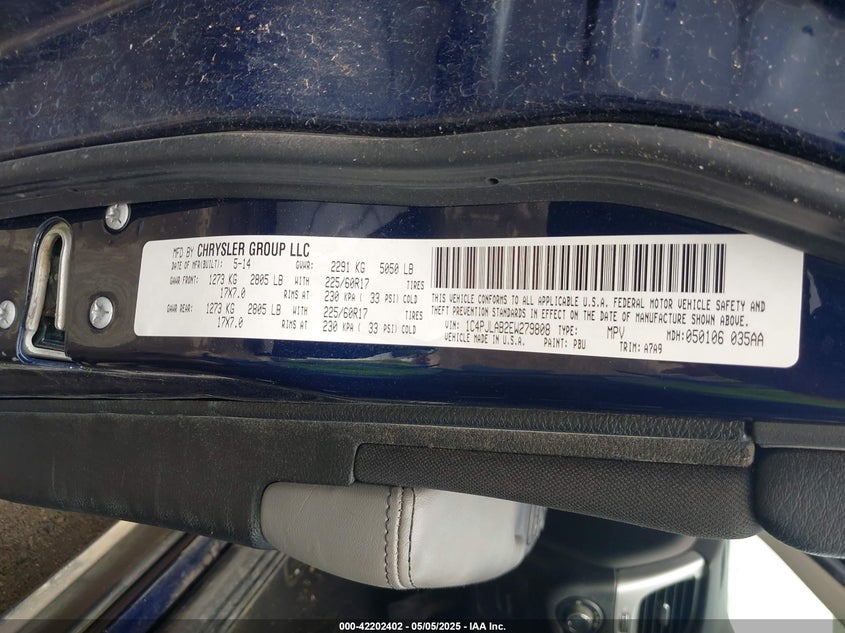 MFD BY CHRYSLER GROUP LLC
DATE OF MFR(BUILT): 5-14 GVWR: 2291 KG 5050 LB
GAWR FRONT: 1273 KG 2805 LB WITH 225/60R17 TIRES
17X7.0 RIMS AT 230 KPA ( 33 PSI) COLD
GAWR REAR: 1273 KG 2805 LB WITH 225/60R17 TIRES
17X7.0 RIMS AT 230 KPA ( 33 PSI) COLD
THIS VEHICLE CONFORMS TO ALL APPLICABLE U.S.A. FEDERAL MOTOR VEHICLE SAFETY AND
THEFT PREVENTION STANDARDS IN EFFECT ON THE DATE OF MANUFACTURE SHOWN ABOVE.
VIN: 1C4PJLAB2EW279808 TYPE: MPV MDH:050106 035AA
VEHICLE MADE IN U.S.A. PAINT: PBU TRIM: A7A9
000-42202402 - 05/05/2025 - IAA Inc.